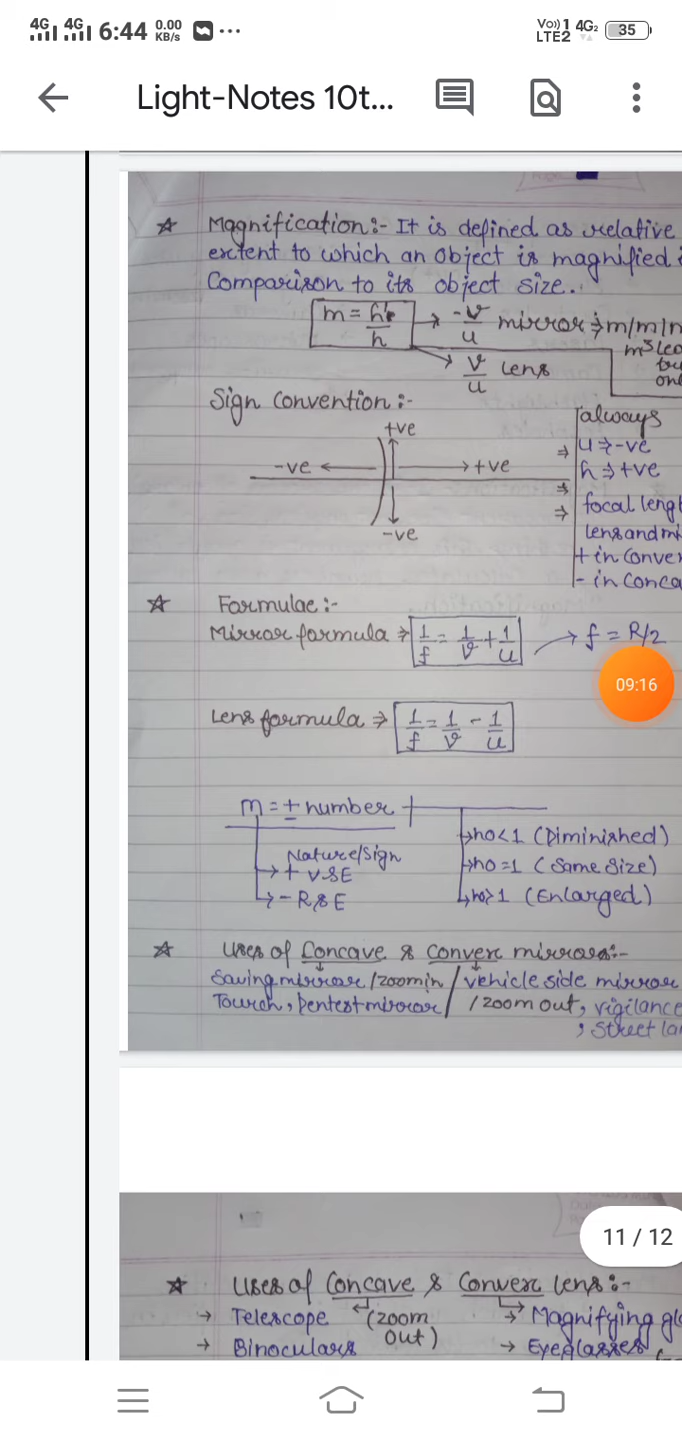 4G 4G 6:44 0.00 KB/s ... Vo)) 1 4G2 LTE2 35
Light-Notes 10t...
☆ Magnification:- It is defined as relative
extent to which an object is magnified i
Comparison to its object size.
m = h'/h → -v/u mirror
→ v/u lens
Sign Convention :-
+ve
-ve ← → +ve
-ve
always
⇒ u ⇒ -ve
h ⇒ +ve
⇒ focal leng
lens and mi
+ in Convex
- in Conca
☆ Formulae :-
Mirror formula ⇒ 1/f = 1/v + 1/u → f = R/2
09:16
Lens formula ⇒ 1/f = 1/v - 1/u
m = ± number
Nature/Sign
→ + V&E
→ - R&E
→ no<1 (Diminished)
→ no=1 (Same Size)
→ no>1 (Enlarged)
☆ Uses of Concave & Convex mirrors:-
Saving mirror /zoom in / vehicle side mirror
Tourch, Dentest mirror / /zoom out, vigilance
, Street la
11 / 12
☆ Uses of Concave & Convex lens :-
→ Telescope (zoom out) → Magnifying gl
→ Binoculars → Eyeglasses